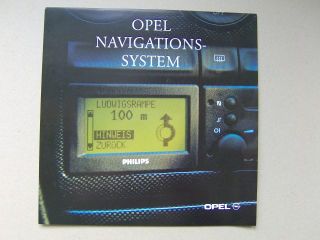 OPEL
NAVIGATIONS-
SYSTEM
LUDWIGSRAMPE
100 m
HINWEIS
ZURÜCK
PHILIPS
OPEL